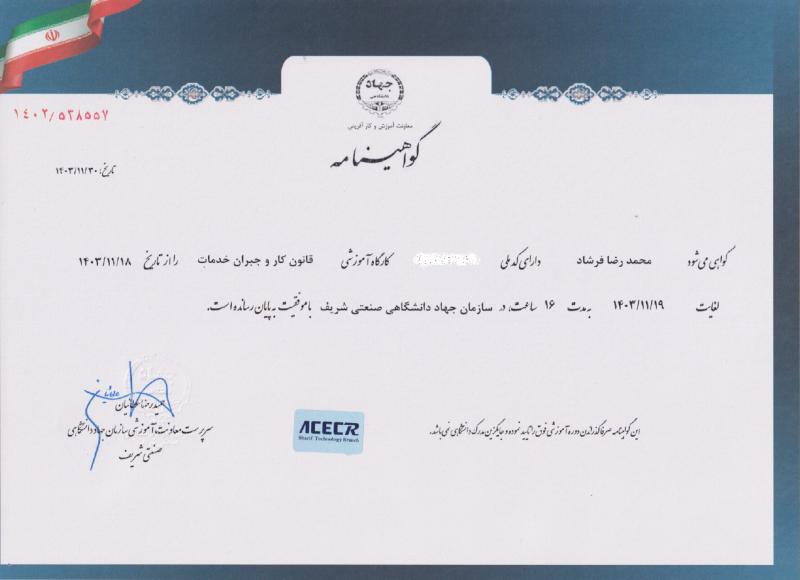 جهاد
دانشگاهی
معاونت آموزش و کارآفرینی
۱۴۰۲/۵۳۸۵۵۷
گواهینامه
تاریخ: ۱۴۰۳/۱۱/۳۰
گواهی می شود محمد رضا فرشاد دارای کد ملی کارگاه آموزشی قانون کار و جبران خدمات را از تاریخ ۱۴۰۳/۱۱/۱۸
لغایت ۱۴۰۳/۱۱/۱۹ به مدت ۱۶ ساعت، در سازمان جهاد دانشگاهی صنعتی شریف با موفقیت به پایان رسانده است.
حمیدرضا
سرپرست معاونت آموزشی سازمان جهاد دانشگاهی
صنعتی شریف
ACECR
Sharif Technology Branch
این گواهینامه صرفا گذراندن دوره آموزشی فوق را تایید نموده و جایگزین مدرک دانشگاهی نمی باشد.